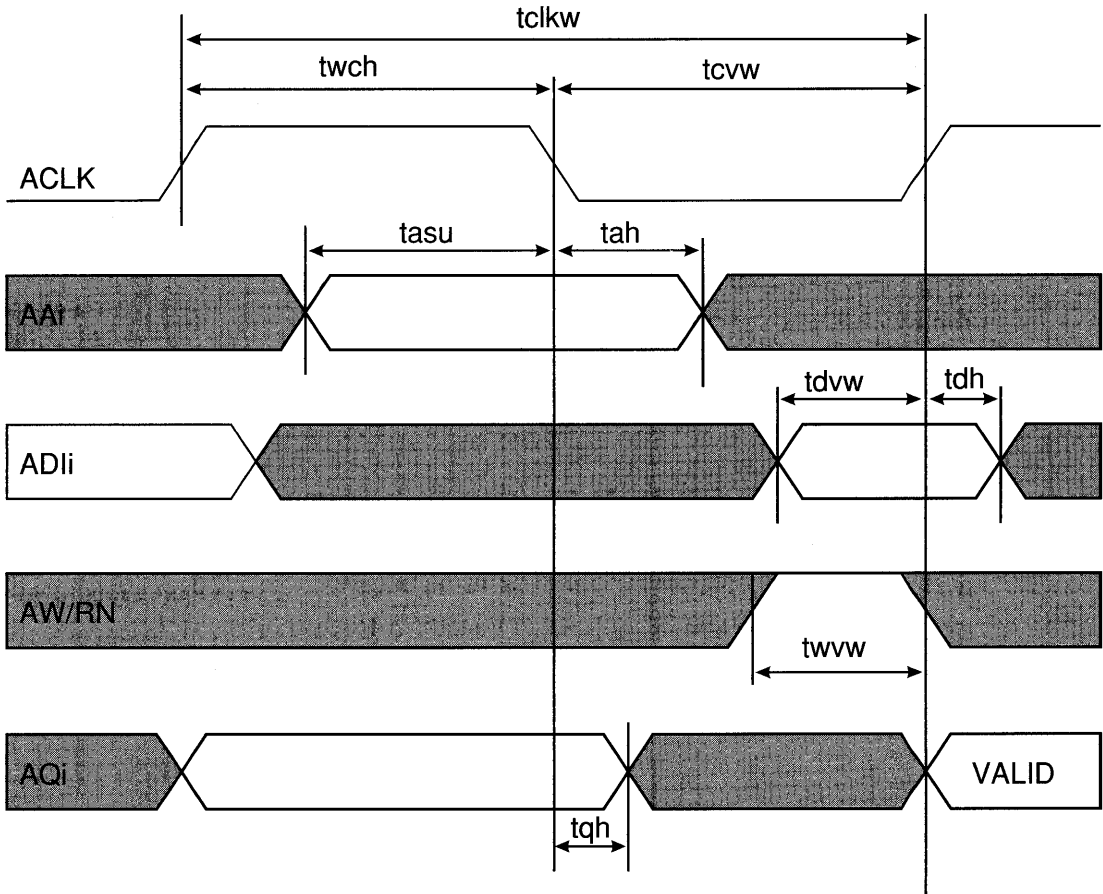 tclkw
twch
tcvw
ACLK
tasu
tah
AAi
tdvw
tdh
ADIi
AW/RN
twvw
AQi
VALID
tqh